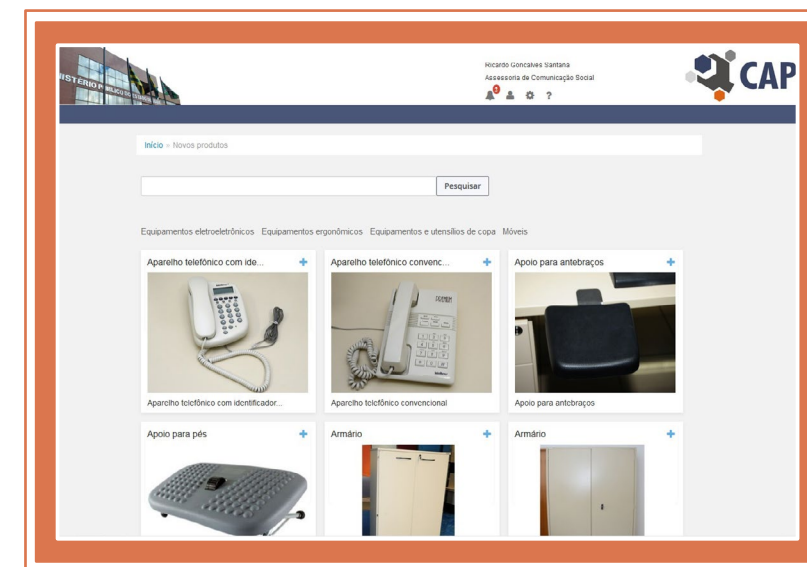 Ricardo Goncalves Santana
Assessoria de Comunicação Social
2
?
CAP
Início » Novos produtos
Pesquisar
Equipamentos eletroeletrônicos Equipamentos ergonômicos Equipamentos e utensílios de copa Móveis
Aparelho telefônico com ide... Aparelho telefônico convenc... Apoio para antebraços
Aparelho telefônico com identificador... Aparelho telefônico convencional Apoio para antebraços
Apoio para pés Armário Armário